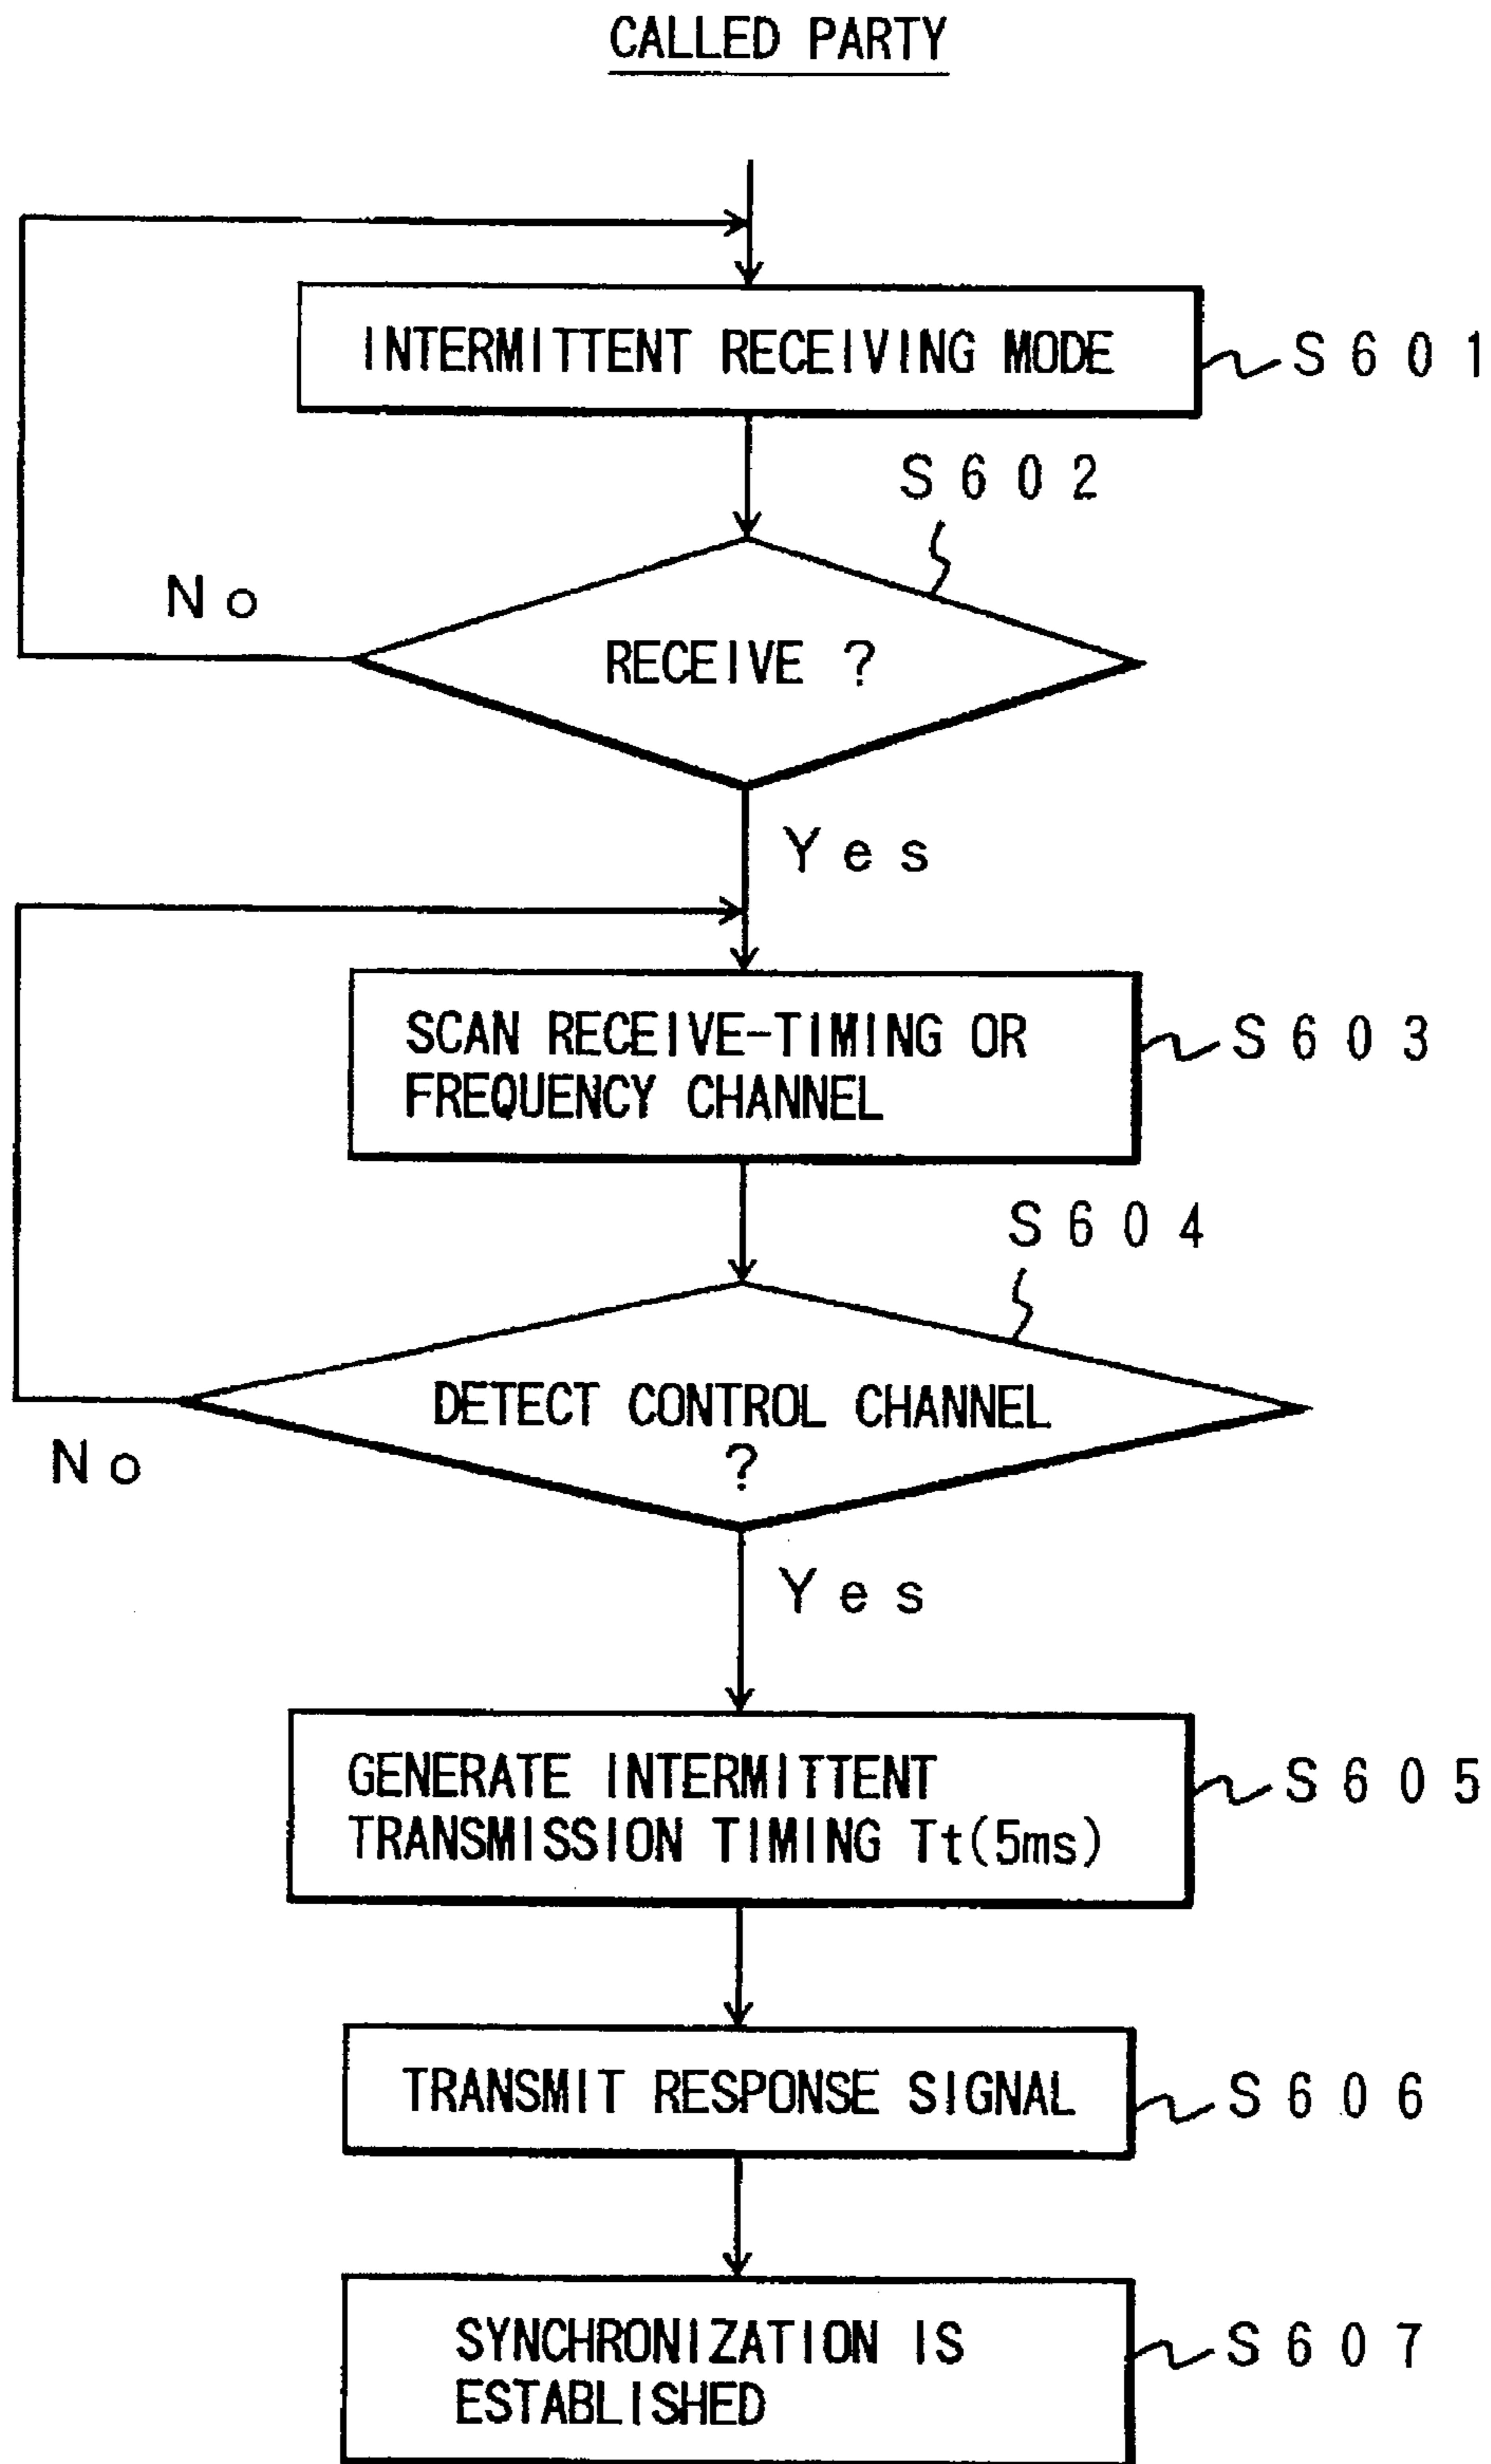 CALLED PARTY
INTERMITTENT RECEIVING MODE
S601
S602
No
RECEIVE ?
Yes
SCAN RECEIVE-TIMING OR
FREQUENCY CHANNEL
S603
S604
DETECT CONTROL CHANNEL
?
No
Yes
GENERATE INTERMITTENT
TRANSMISSION TIMING Tt(5ms)
S605
TRANSMIT RESPONSE SIGNAL
S606
SYNCHRONIZATION IS
ESTABLISHED
S607